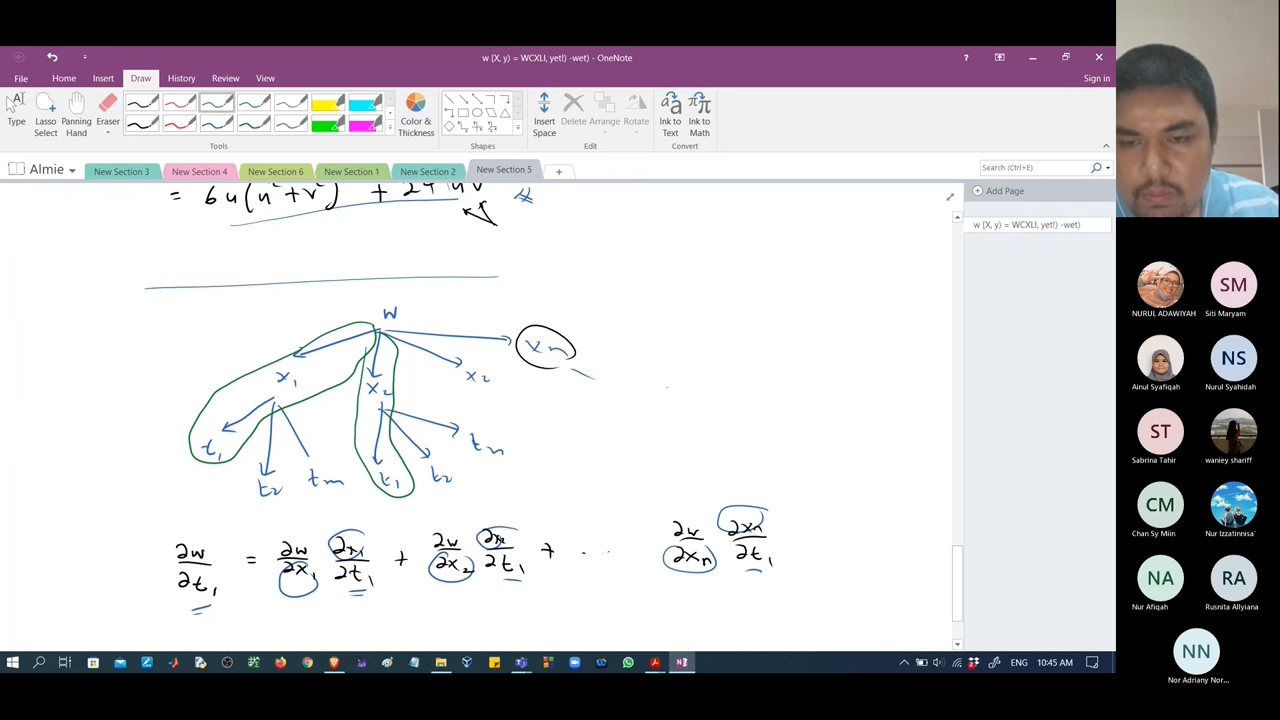 w [X, y) = WCXLI, yet!) -wet) - OneNote
?
File Home Insert Draw History Review View Sign in
Type Lasso Select Panning Hand Eraser Color & Thickness Insert Space Delete Arrange Rotate Ink to Text Ink to Math
Tools Shapes Edit Convert
Almie New Section 3 New Section 4 New Section 6 New Section 1 New Section 2 New Section 5 + Search (Ctrl+E)
Add Page
w [X, y) = WCXLI, yet!) -wet)
= 6u(u²+v²) + 24 uv
w
xn
x1 x2 x2
t1 t2 tm t1 t2 tn
∂w/∂t1 = ∂w/∂x1 ∂x1/∂t1 + ∂w/∂x2 ∂x2/∂t1 + ... ∂w/∂xn ∂xn/∂t1
NURUL ADAWIYAH
SM
Siti Maryam
Ainul Syafiqah
NS
Nurul Syahidah
ST
Sabrina Tahir
waniey shariff
CM
Chan Sy Miin
Nur Izzatinnisa'
NA
Nur Afiqah
RA
Rusnita Allyiana
NN
Nor Adriany Nor...
ENG 10:45 AM